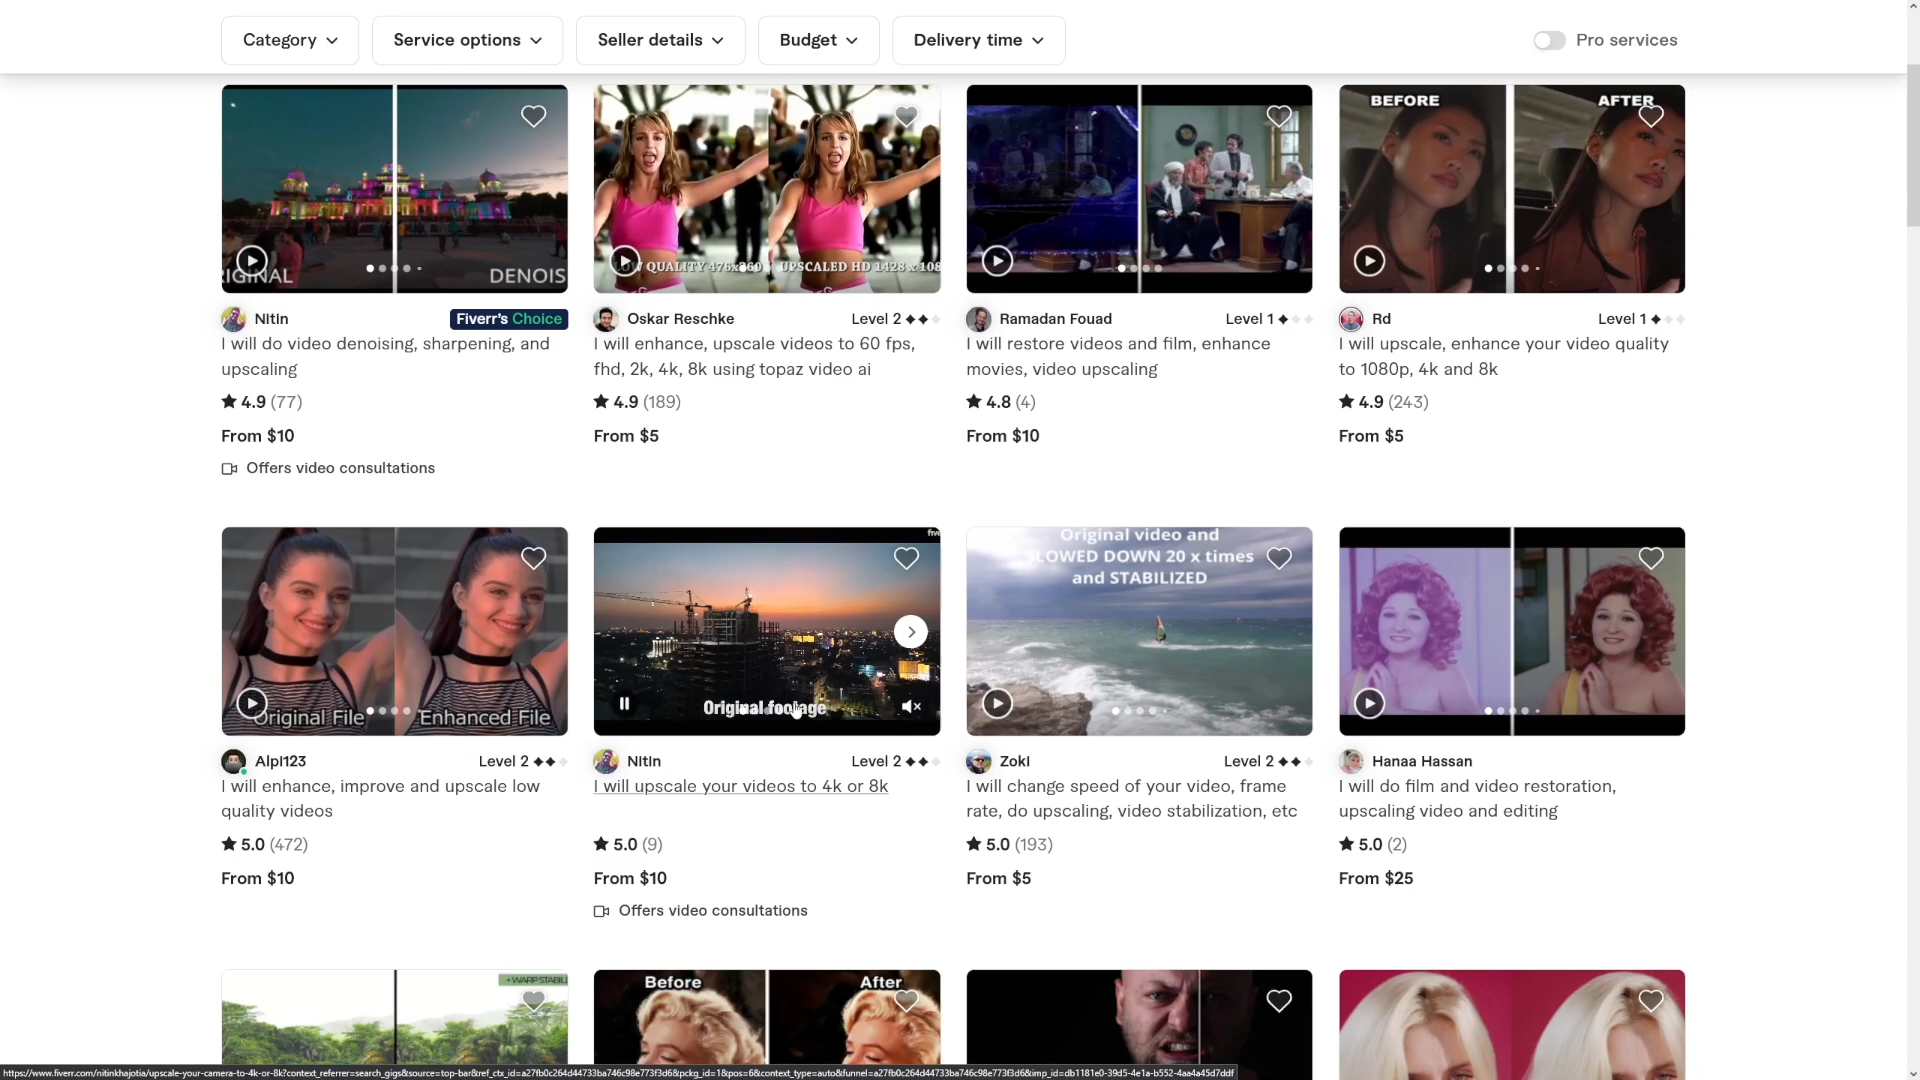 Category
Service options
Seller details
Budget
Delivery time
Pro services
DENOIS
Nitin
Fiverr's Choice
I will do video denoising, sharpening, and
upscaling
4.9 (77)
From $10
Offers video consultations
LOW QUALITY 476x360
UPSCALED HD 1428 x 108
Oskar Reschke
Level 2
I will enhance, upscale videos to 60 fps,
fhd, 2k, 4k, 8k using topaz video ai
4.9 (189)
From $5
Ramadan Fouad
Level 1
I will restore videos and film, enhance
movies, video upscaling
4.8 (4)
From $10
BEFORE
AFTER
Rd
Level 1
I will upscale, enhance your video quality
to 1080p, 4k and 8k
4.9 (243)
From $5
Original File
Enhanced File
Alpi123
Level 2
I will enhance, improve and upscale low
quality videos
5.0 (472)
From $10
Original footage
Nitin
Level 2
I will upscale your videos to 4k or 8k
5.0 (9)
From $10
Offers video consultations
Original video and
SLOWED DOWN 20 x times
and STABILIZED
Zoki
Level 2
I will change speed of your video, frame
rate, do upscaling, video stabilization, etc
5.0 (193)
From $5
Hanaa Hassan
I will do film and video restoration,
upscaling video and editing
5.0 (2)
From $25
Before
After